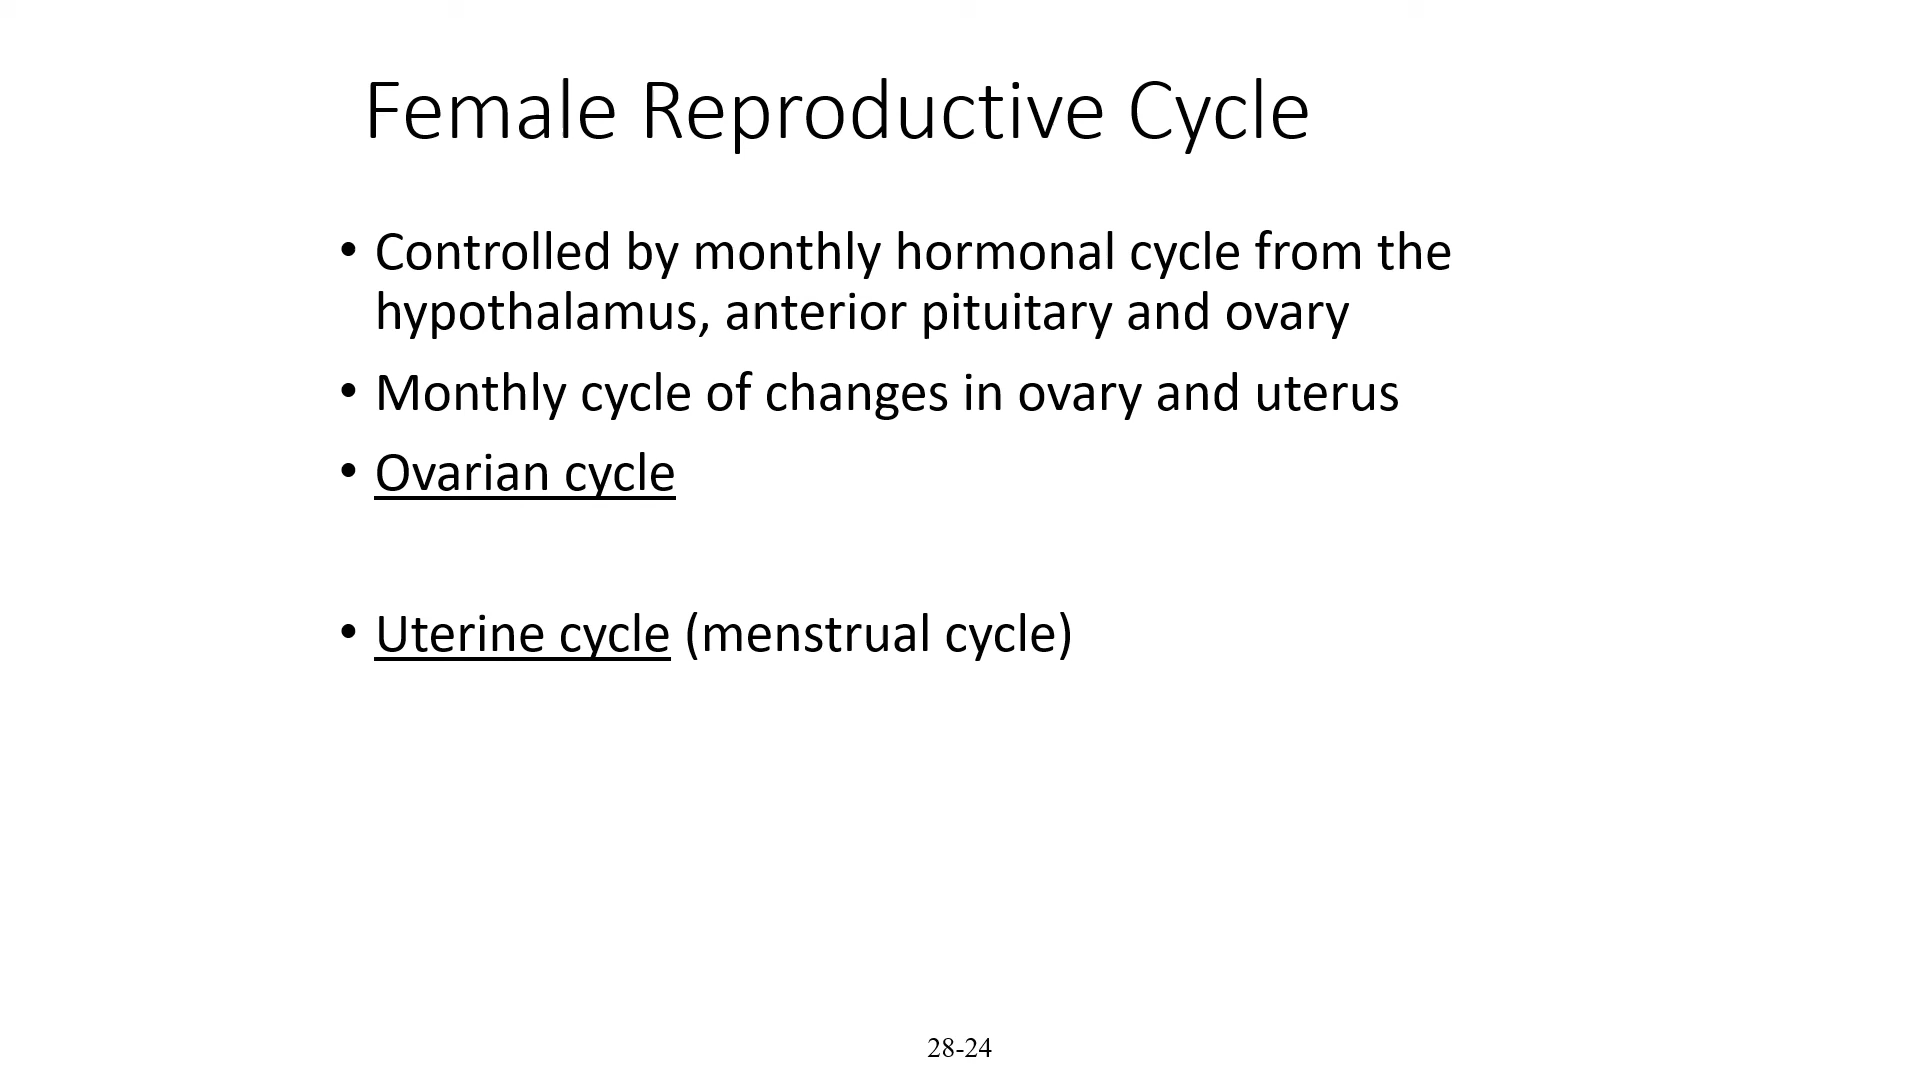 Female Reproductive Cycle
• Controlled by monthly hormonal cycle from the
hypothalamus, anterior pituitary and ovary
• Monthly cycle of changes in ovary and uterus
• Ovarian cycle
• Uterine cycle (menstrual cycle)
28-24